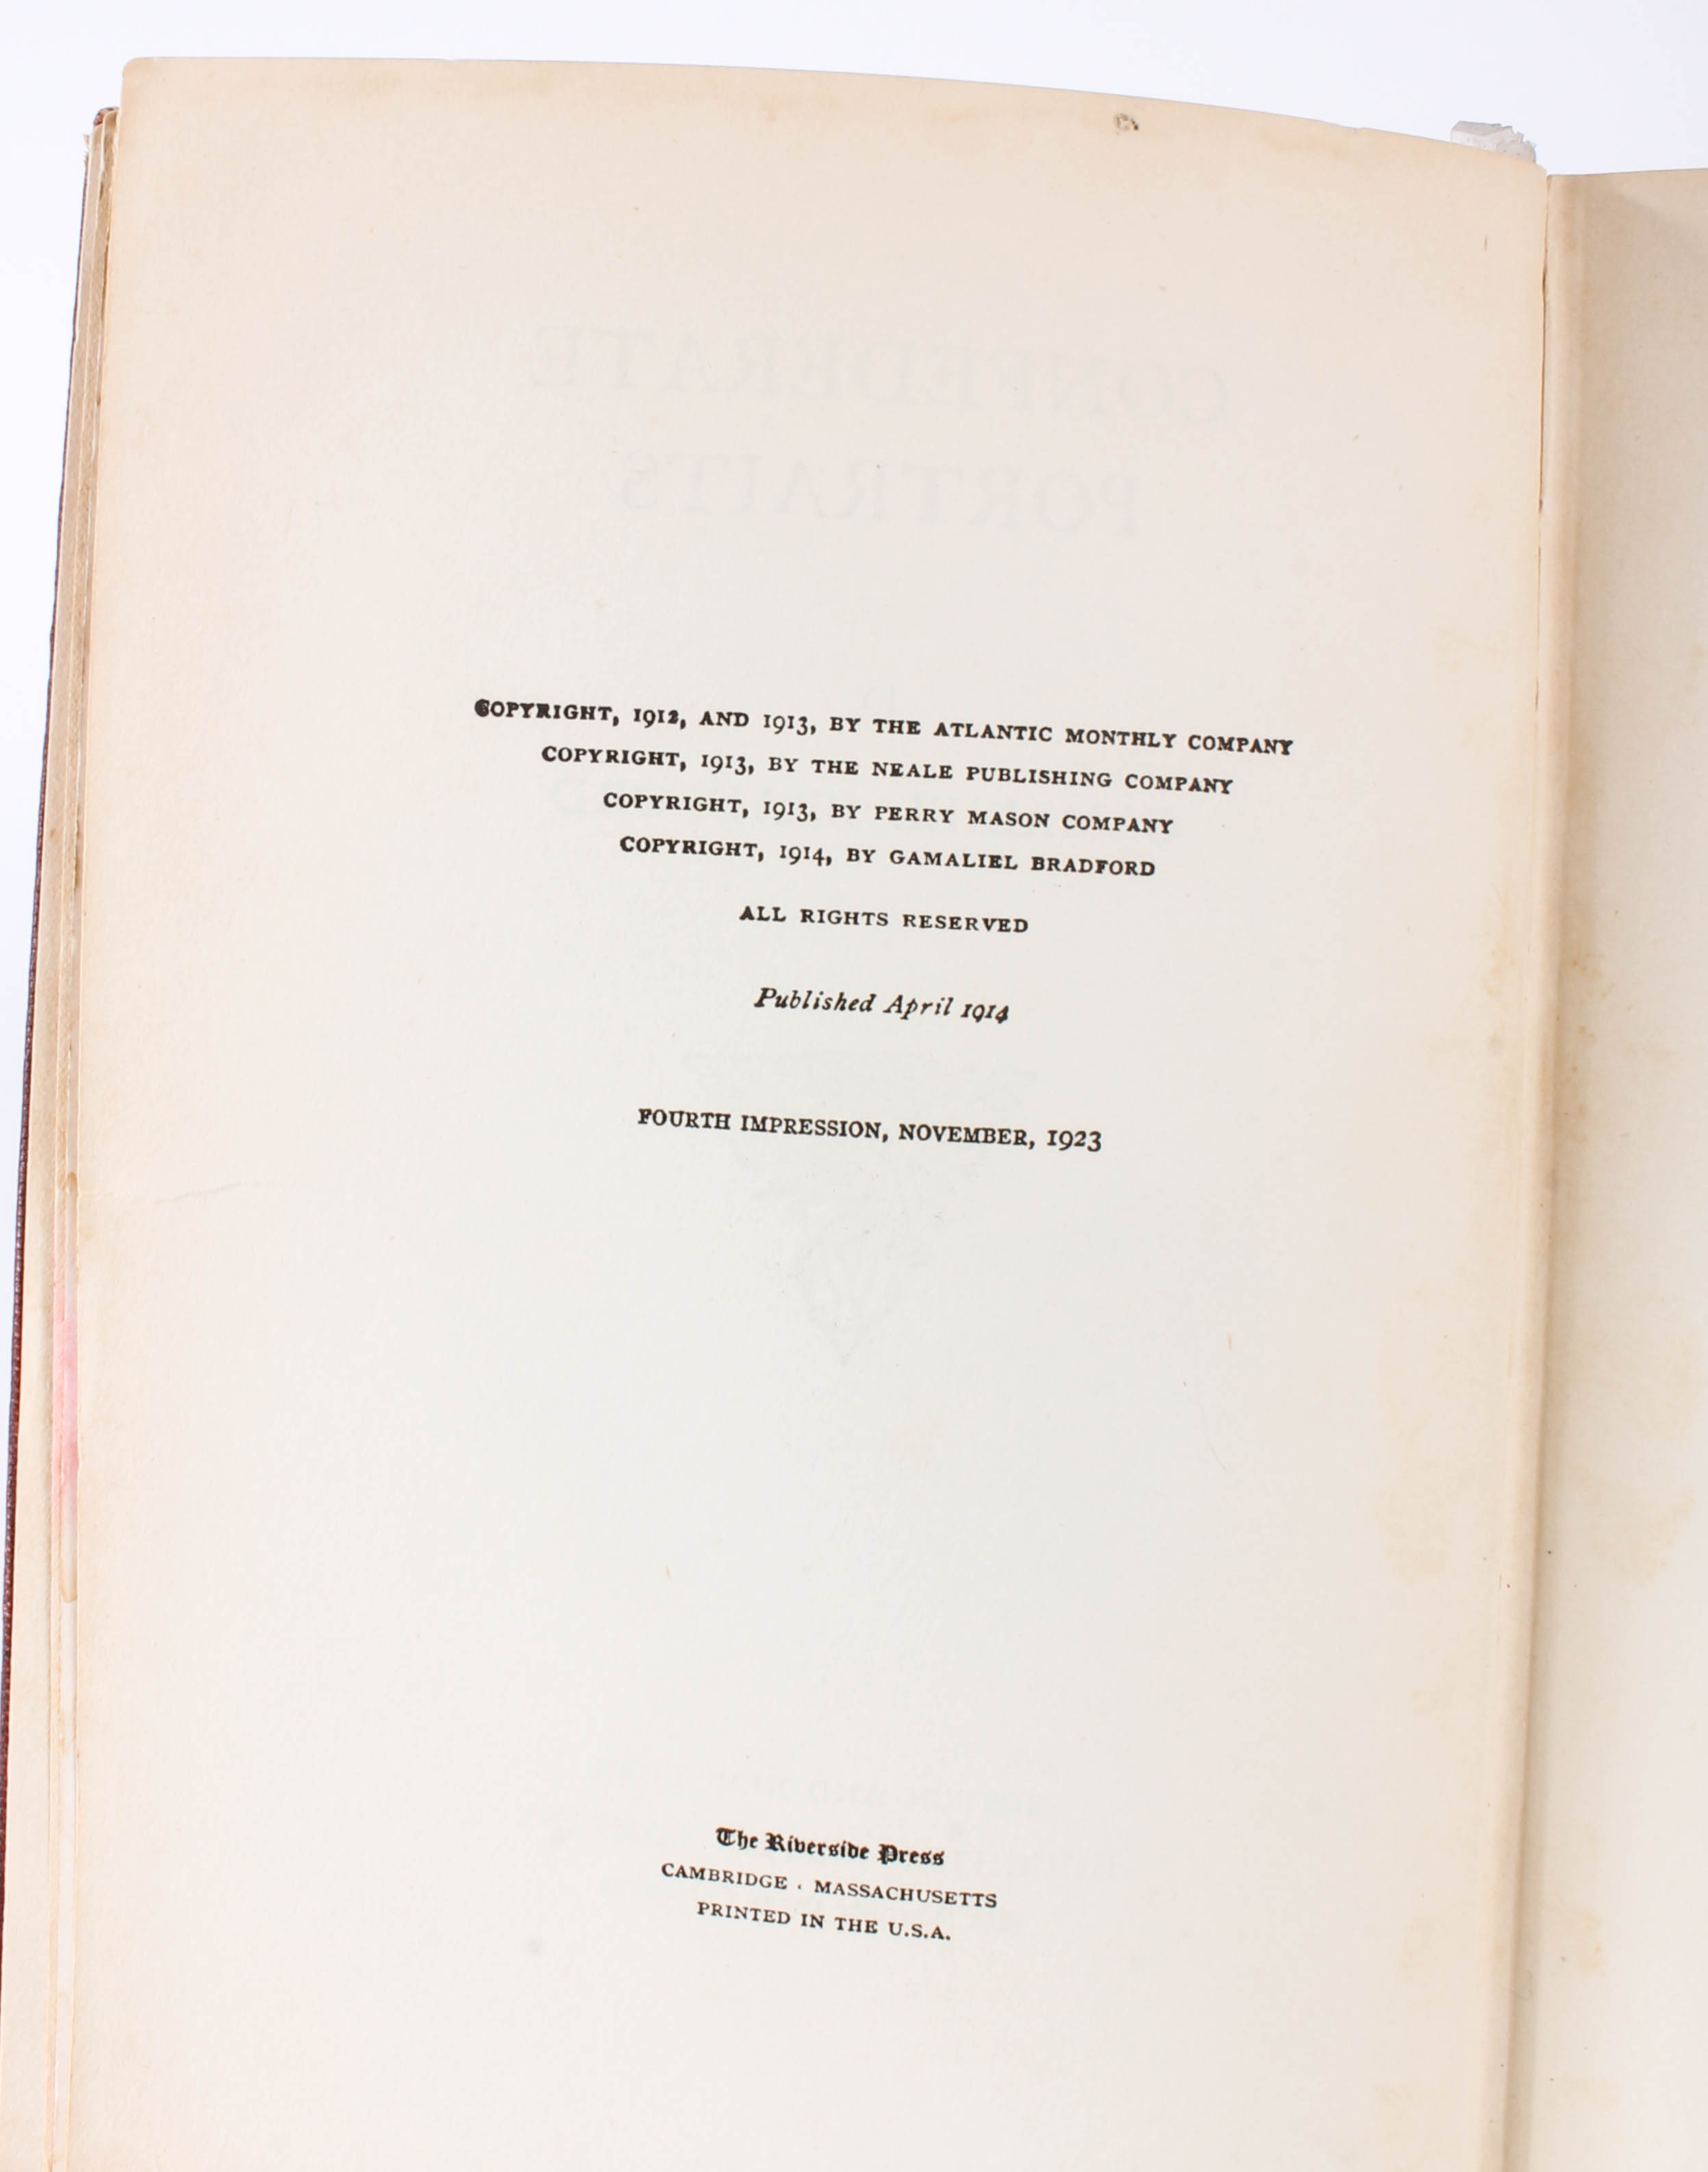 COPYRIGHT, 1912, AND 1913, BY THE ATLANTIC MONTHLY COMPANY
COPYRIGHT, 1913, BY THE NEALE PUBLISHING COMPANY
COPYRIGHT, 1913, BY PERRY MASON COMPANY
COPYRIGHT, 1914, BY GAMALIEL BRADFORD
ALL RIGHTS RESERVED
Published April 1914
FOURTH IMPRESSION, NOVEMBER, 1923
The Riverside Press
CAMBRIDGE . MASSACHUSETTS
PRINTED IN THE U.S.A.